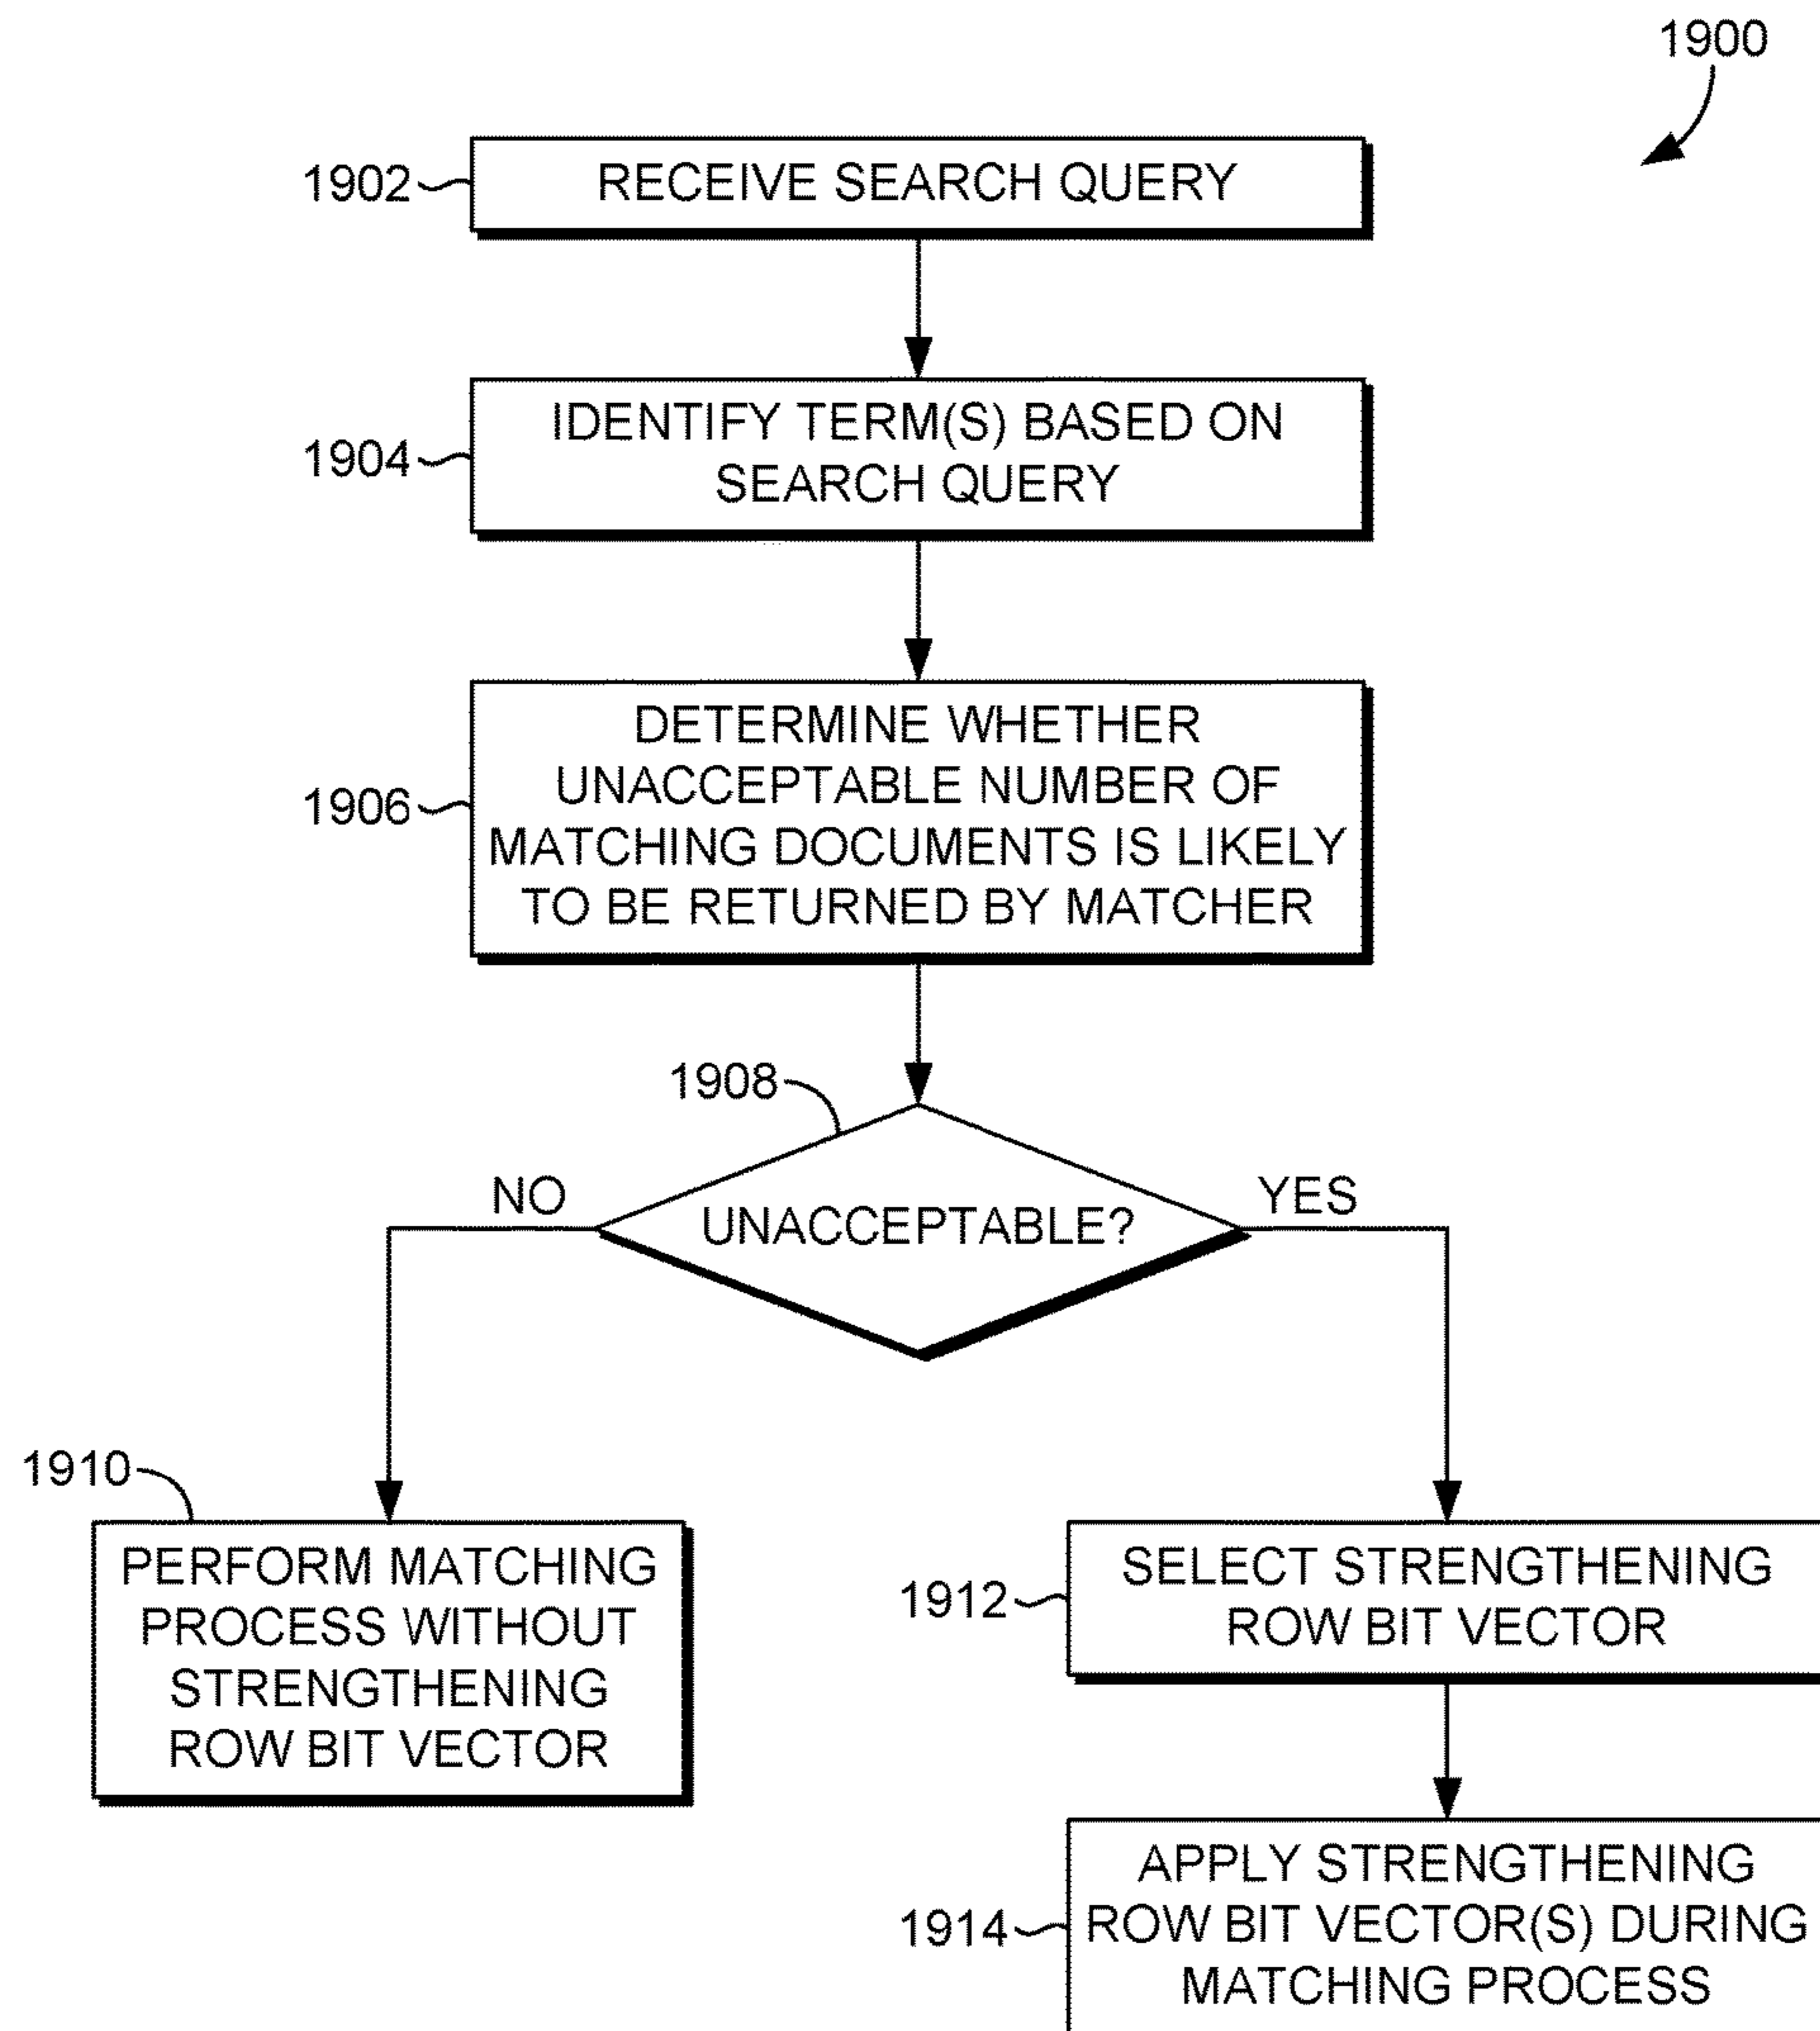 1900
1902
RECEIVE SEARCH QUERY
1904
IDENTIFY TERM(S) BASED ON
SEARCH QUERY
1906
DETERMINE WHETHER
UNACCEPTABLE NUMBER OF
MATCHING DOCUMENTS IS LIKELY
TO BE RETURNED BY MATCHER
1908
NO
UNACCEPTABLE?
YES
1910
PERFORM MATCHING
PROCESS WITHOUT
STRENGTHENING
ROW BIT VECTOR
1912
SELECT STRENGTHENING
ROW BIT VECTOR
1914
APPLY STRENGTHENING
ROW BIT VECTOR(S) DURING
MATCHING PROCESS